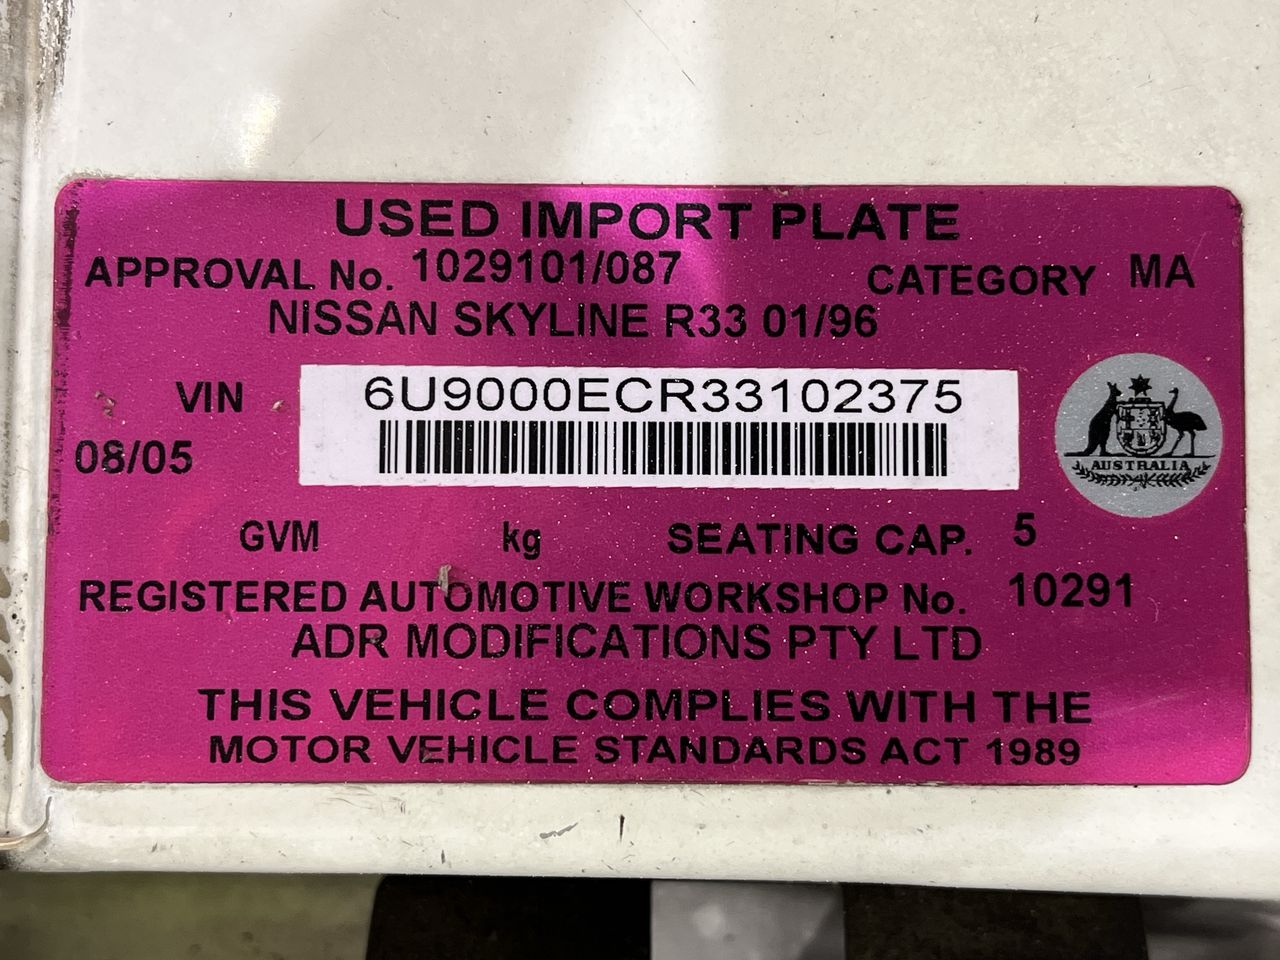 USED IMPORT PLATE
APPROVAL No. 1029101/087 CATEGORY MA
NISSAN SKYLINE R33 01/96
VIN 6U9000ECR33102375
08/05
AUSTRALIA
GVM kg SEATING CAP. 5
REGISTERED AUTOMOTIVE WORKSHOP No. 10291
ADR MODIFICATIONS PTY LTD
THIS VEHICLE COMPLIES WITH THE
MOTOR VEHICLE STANDARDS ACT 1989